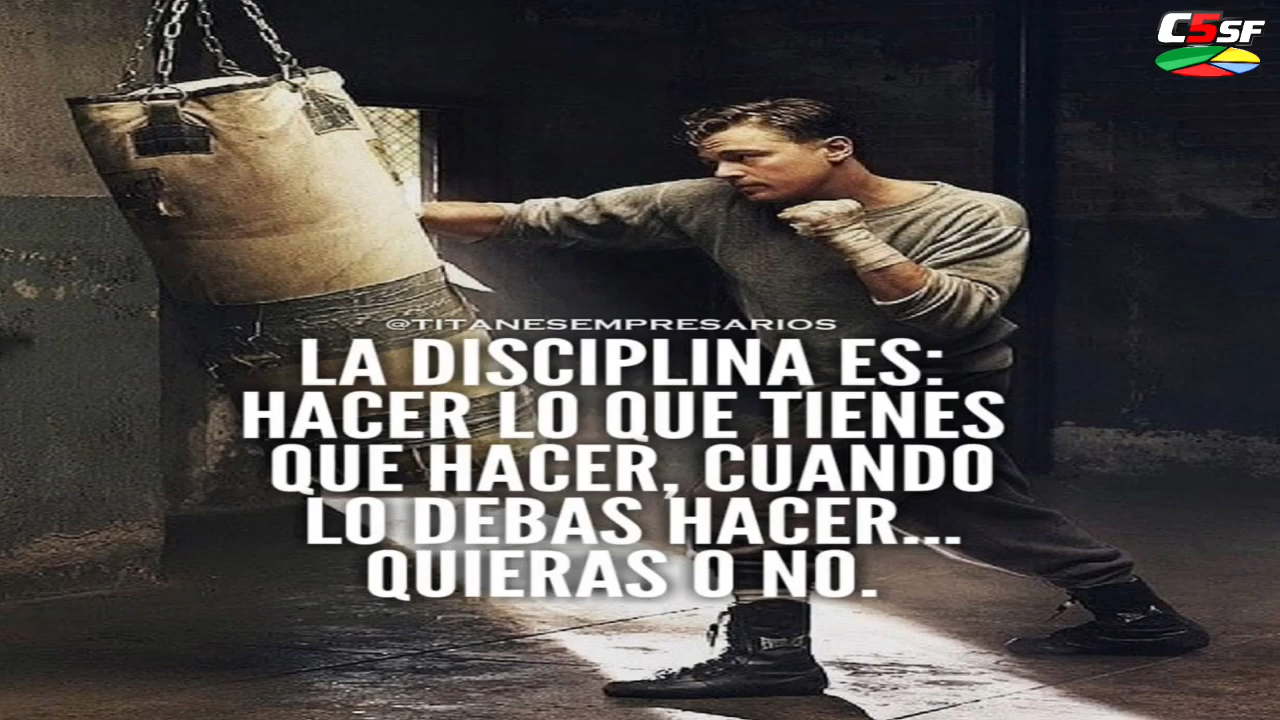 C5SF
@TITANESEMPRESARIOS
LA DISCIPLINA ES:
HACER LO QUE TIENES
QUE HACER, CUANDO
LO DEBAS HACER...
QUIERAS O NO.